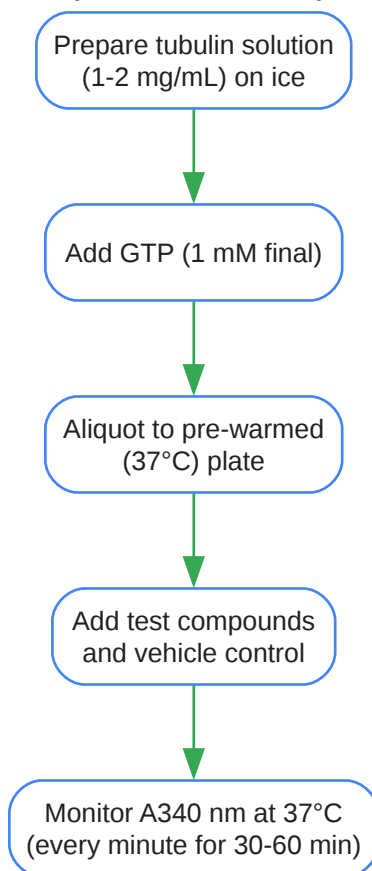 Prepare tubulin solution
(1-2 mg/mL) on ice
Add GTP (1 mM final)
Aliquot to pre-warmed
(37°C) plate
Add test compounds
and vehicle control
Monitor A340 nm at 37°C
(every minute for 30-60 min)